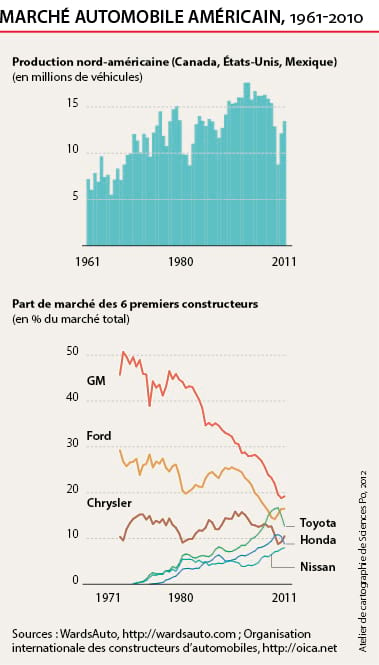 MARCHÉ AUTOMOBILE AMÉRICAIN, 1961-2010
Production nord-américaine (Canada, États-Unis, Mexique)
(en millions de véhicules)
15
10
5
1961
1980
2011
Part de marché des 6 premiers constructeurs
(en % du marché total)
50
GM
40
Ford
30
20
Chrysler
10
Toyota
Honda
Nissan
0
1971
1980
2011
Sources : WardsAuto, http://wardsauto.com ; Organisation
internationale des constructeurs d'automobiles, http://oica.net
Atelier de cartographie de Sciences Po, 2012